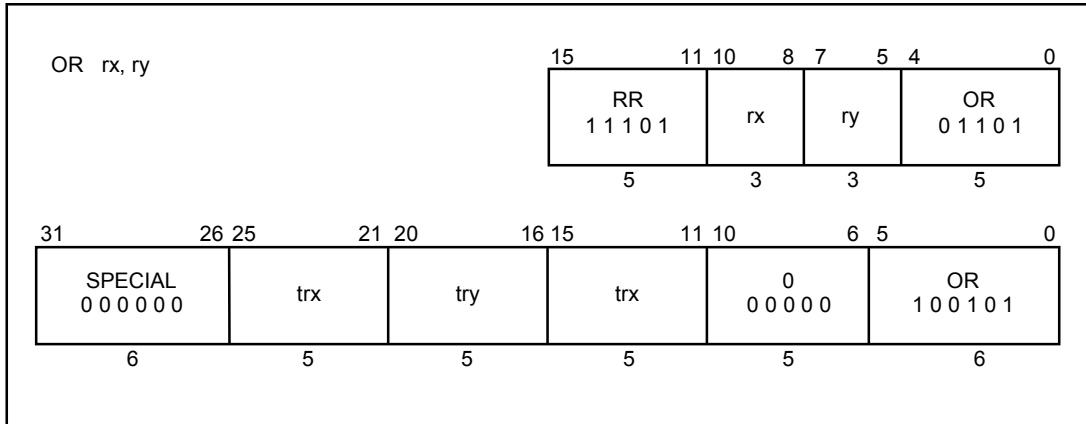 OR rx, ry
15 11 10 8 7 5 4 0
RR rx ry OR
1 1 1 0 1 0 1 1 0 1
5 3 3 5
31 26 25 21 20 16 15 11 10 6 5 0
SPECIAL trx try trx 0 OR
0 0 0 0 0 0 0 0 0 0 0 1 0 0 1 0 1
6 5 5 5 5 6